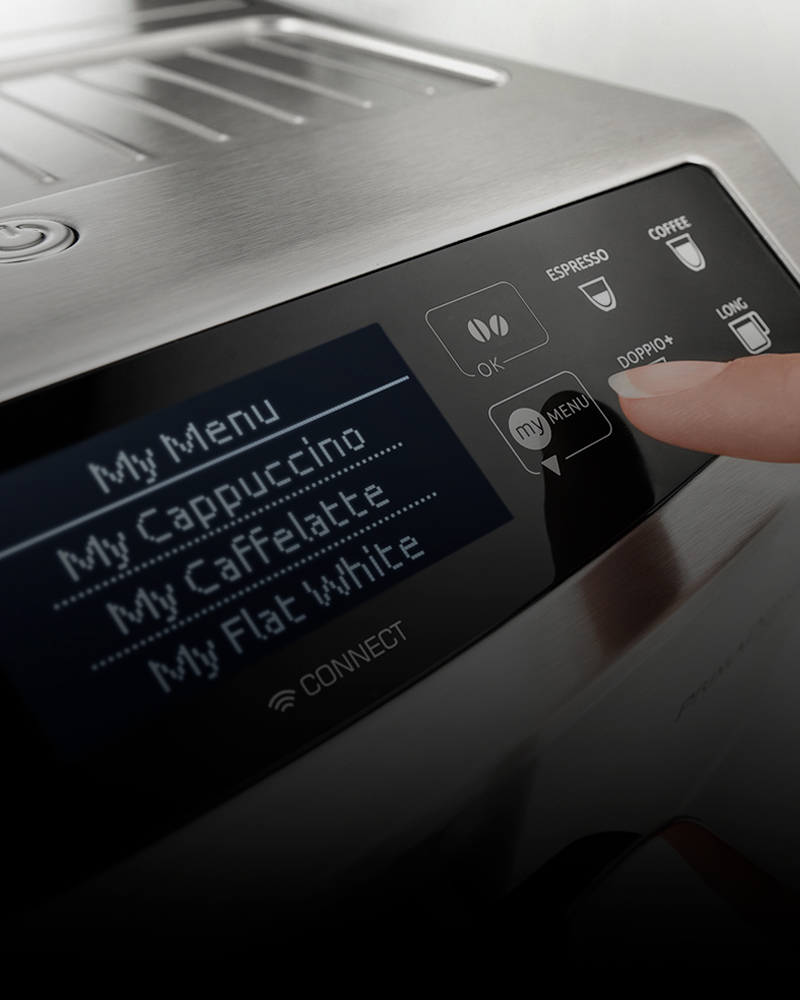 My Menu
My Cappuccino
My Caffelatte
My Flat White
CONNECT
OK
my MENU
ESPRESSO
COFFEE
DOPPIO+
LONG